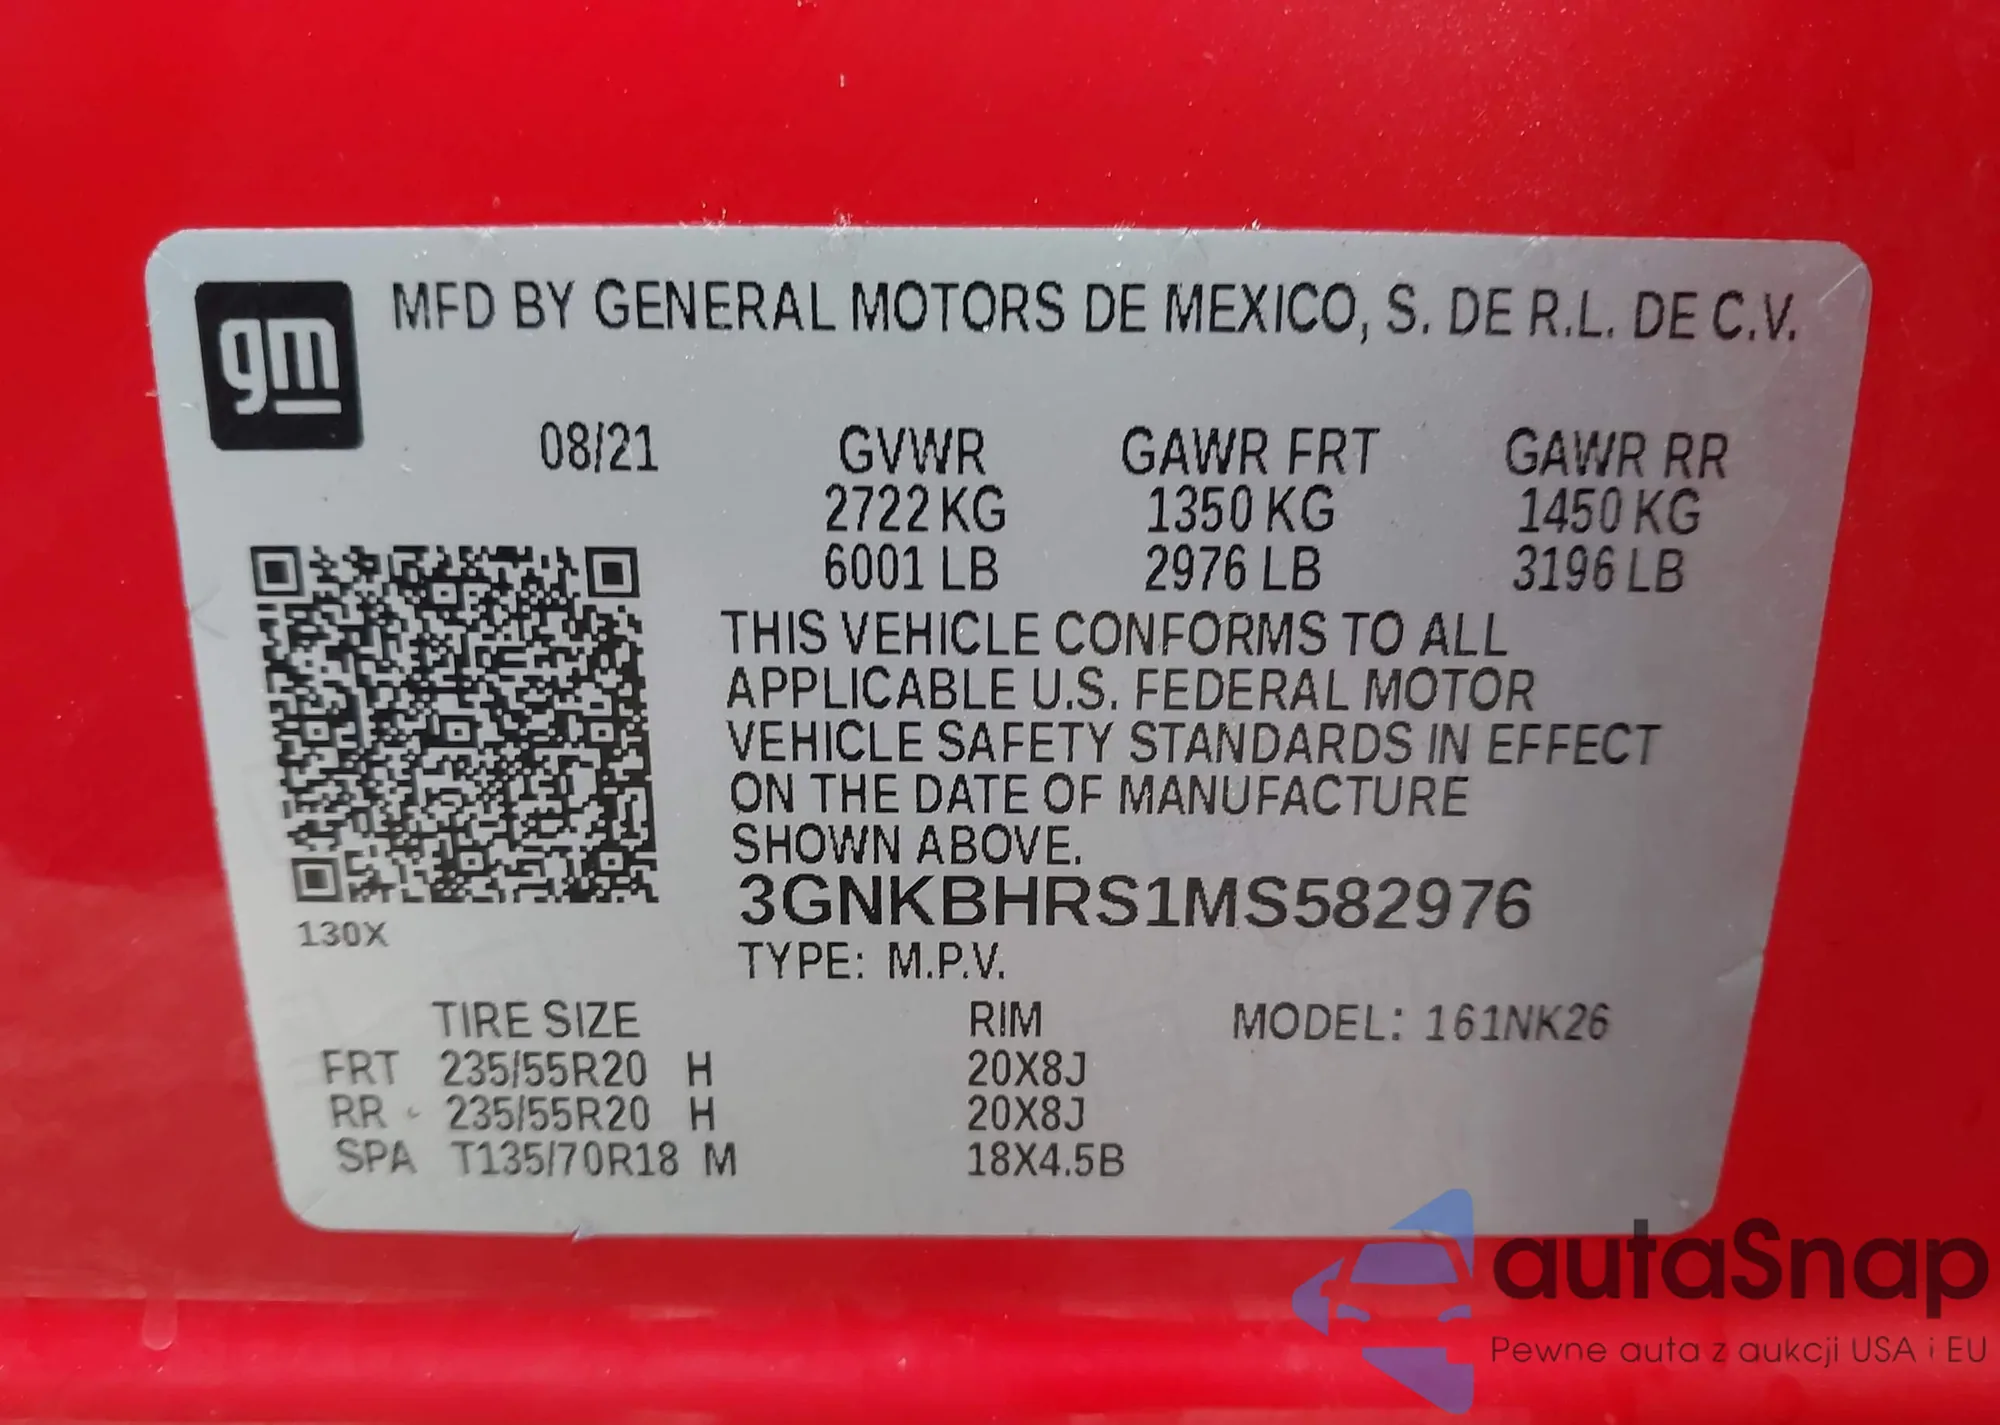 gm
MFD BY GENERAL MOTORS DE MEXICO, S. DE R.L. DE C.V.
08/21 GVWR GAWR FRT GAWR RR
2722 KG 1350 KG 1450 KG
6001 LB 2976 LB 3196 LB
THIS VEHICLE CONFORMS TO ALL
APPLICABLE U.S. FEDERAL MOTOR
VEHICLE SAFETY STANDARDS IN EFFECT
ON THE DATE OF MANUFACTURE
SHOWN ABOVE.
3GNKBHRS1MS582976
130X
TYPE: M.P.V.
TIRE SIZE RIM MODEL: 161NK26
FRT 235/55R20 H 20X8J
RR 235/55R20 H 20X8J
SPA T135/70R18 M 18X4.5B
autaSnap
Pewne auta z aukcji USA i EU